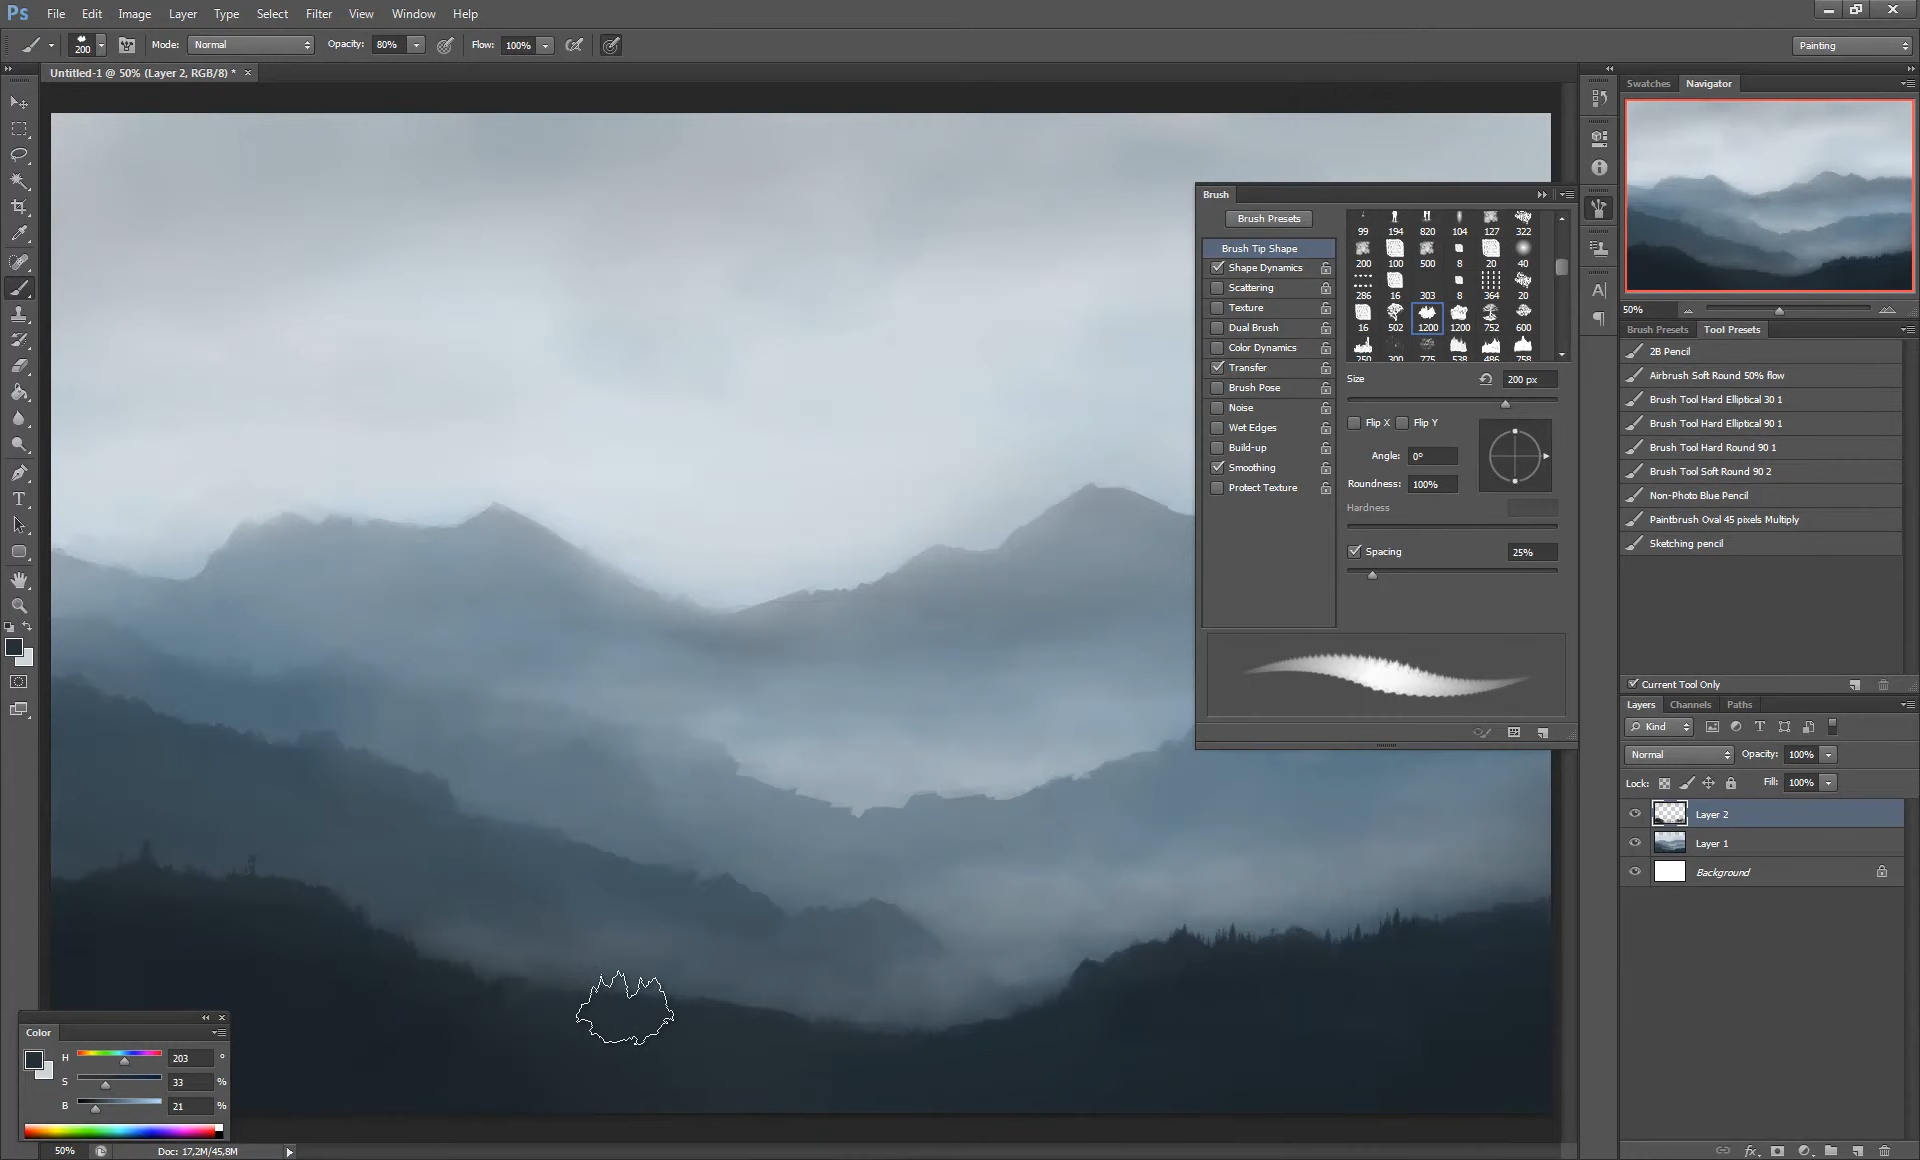 Ps File Edit Image Layer Type Select Filter View Window Help
200 Mode: Normal Opacity: 80% Flow: 100% Painting
Untitled-1 @ 50% (Layer 2, RGB/8) * ×
Swatches Navigator
50%
Brush
Brush Presets
Brush Tip Shape
Shape Dynamics
Scattering
Texture
Dual Brush
Color Dynamics
Transfer
Brush Pose
Noise
Wet Edges
Build-up
Smoothing
Protect Texture
99 194 820 104 127 322
200 100 500 8 20 40
286 16 303 8 364 20
16 502 1200 1200 752 600
250 300 775 538 486 758
Size 200 px
Flip X Flip Y
Angle: 0º
Roundness: 100%
Hardness
Spacing 25%
Brush Presets Tool Presets
2B Pencil
Airbrush Soft Round 50% flow
Brush Tool Hard Elliptical 30 1
Brush Tool Hard Elliptical 90 1
Brush Tool Hard Round 90 1
Brush Tool Soft Round 90 2
Non-Photo Blue Pencil
Paintbrush Oval 45 pixels Multiply
Sketching pencil
Current Tool Only
Layers Channels Paths
Kind
Normal Opacity: 100%
Lock: Fill: 100%
Layer 2
Layer 1
Background
Color
H 203 °
S 33 %
B 21 %
50% Doc: 17,2M/45,8M